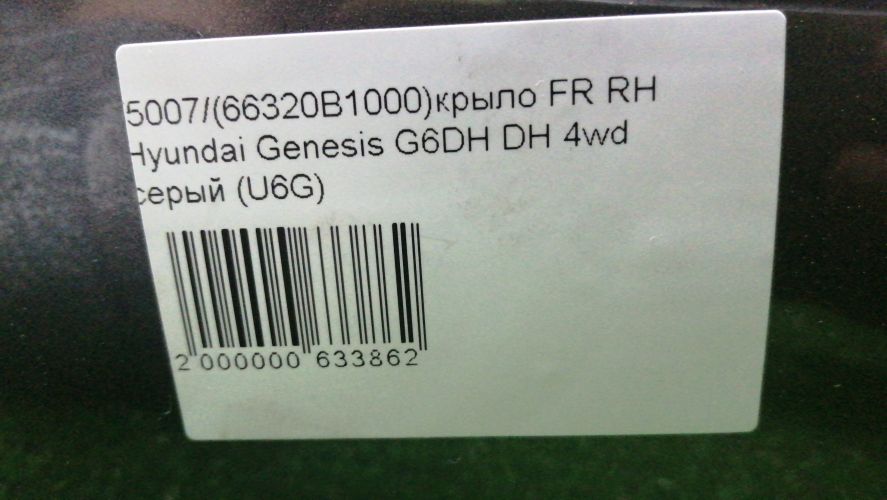 5007/(66320B1000)крыло FR RH
Hyundai Genesis G6DH DH 4wd
серый (U6G)
2 000000 633862